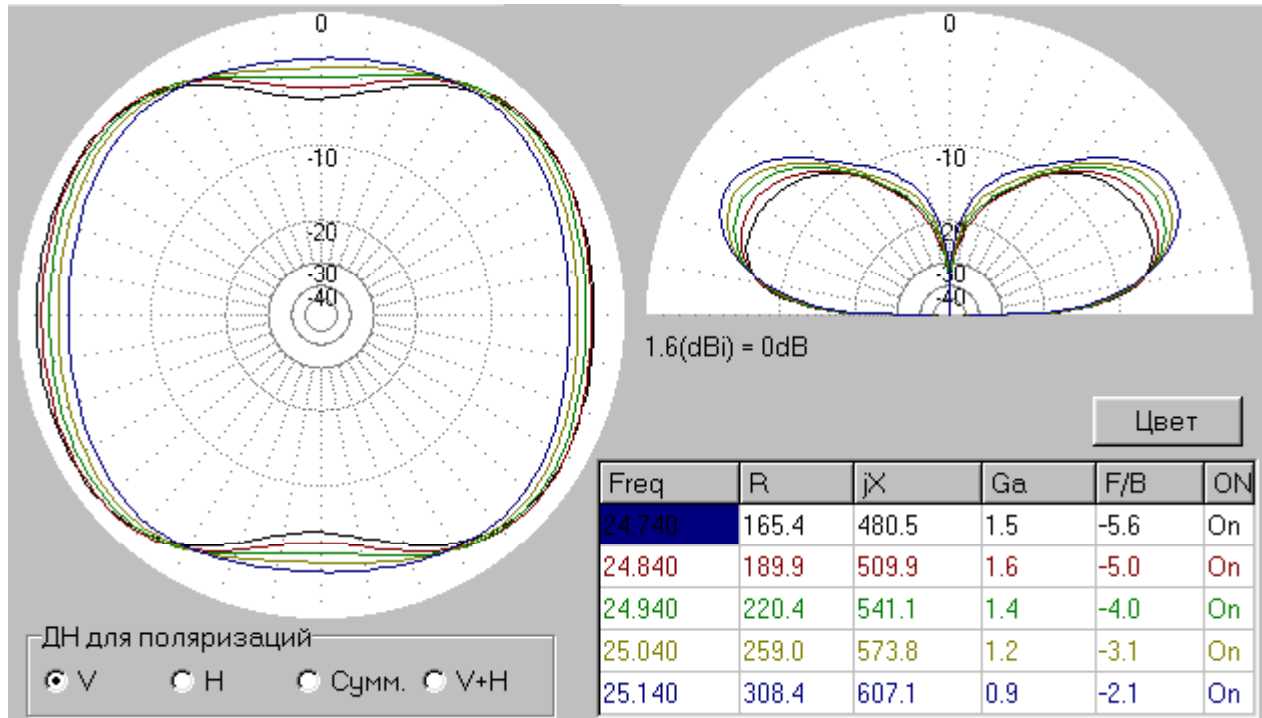 0
-10
-20
-30
-40
0
-10
-20
-30
-40
1.6(dBi) = 0dB
Цвет
Freq R jX Ga F/B ON
24.740 165.4 480.5 1.5 -5.6 On
24.840 189.9 509.9 1.6 -5.0 On
24.940 220.4 541.1 1.4 -4.0 On
25.040 259.0 573.8 1.2 -3.1 On
25.140 308.4 607.1 0.9 -2.1 On
ДН для поляризаций
V H Сумм. V+H